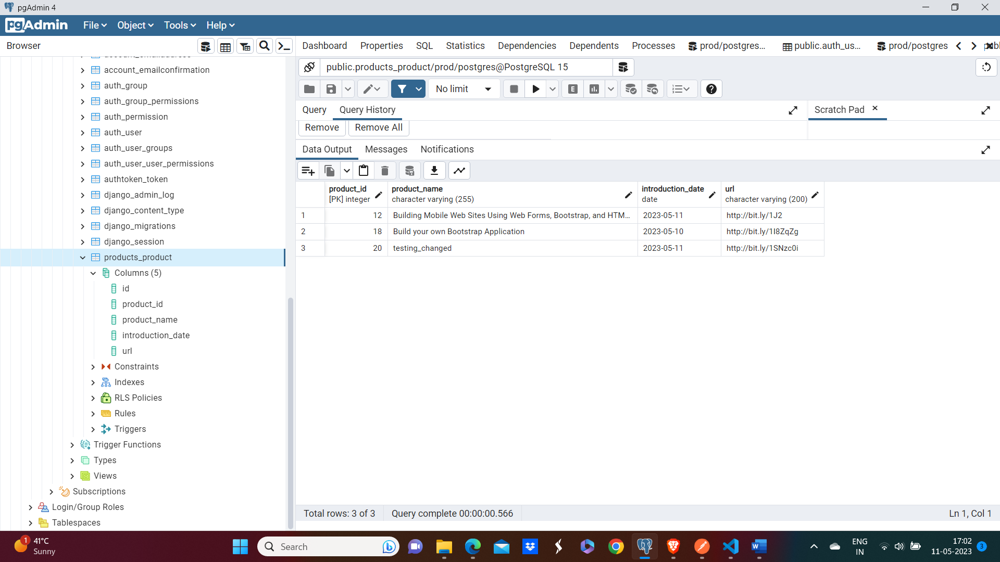 pgAdmin 4
pgAdmin File Object Tools Help
Browser
Dashboard Properties SQL Statistics Dependencies Dependents Processes prod/postgres... public.auth_us... prod/postgres
account_emailaddress
account_emailconfirmation
auth_group
auth_group_permissions
auth_permission
auth_user
auth_user_groups
auth_user_user_permissions
authtoken_token
django_admin_log
django_content_type
django_migrations
django_session
products_product
Columns (5)
id
product_id
product_name
introduction_date
url
Constraints
Indexes
RLS Policies
Rules
Triggers
Trigger Functions
Types
Views
Subscriptions
Login/Group Roles
Tablespaces
public.products_product/prod/postgres@PostgreSQL 15
No limit
E
Query Query History
Scratch Pad
Remove Remove All
Data Output Messages Notifications
product_id product_name introduction_date url
[PK] integer character varying (255) date character varying (200)
1 12 Building Mobile Web Sites Using Web Forms, Bootstrap, and HTM... 2023-05-11 http://bit.ly/1J2
2 18 Build your own Bootstrap Application 2023-05-10 http://bit.ly/1I8ZqZg
3 20 testing_changed 2023-05-11 http://bit.ly/1SNzc0i
Total rows: 3 of 3 Query complete 00:00:00.566 Ln 1, Col 1
1 41°C
Sunny
Search
ENG
IN
17:02
11-05-2023 3